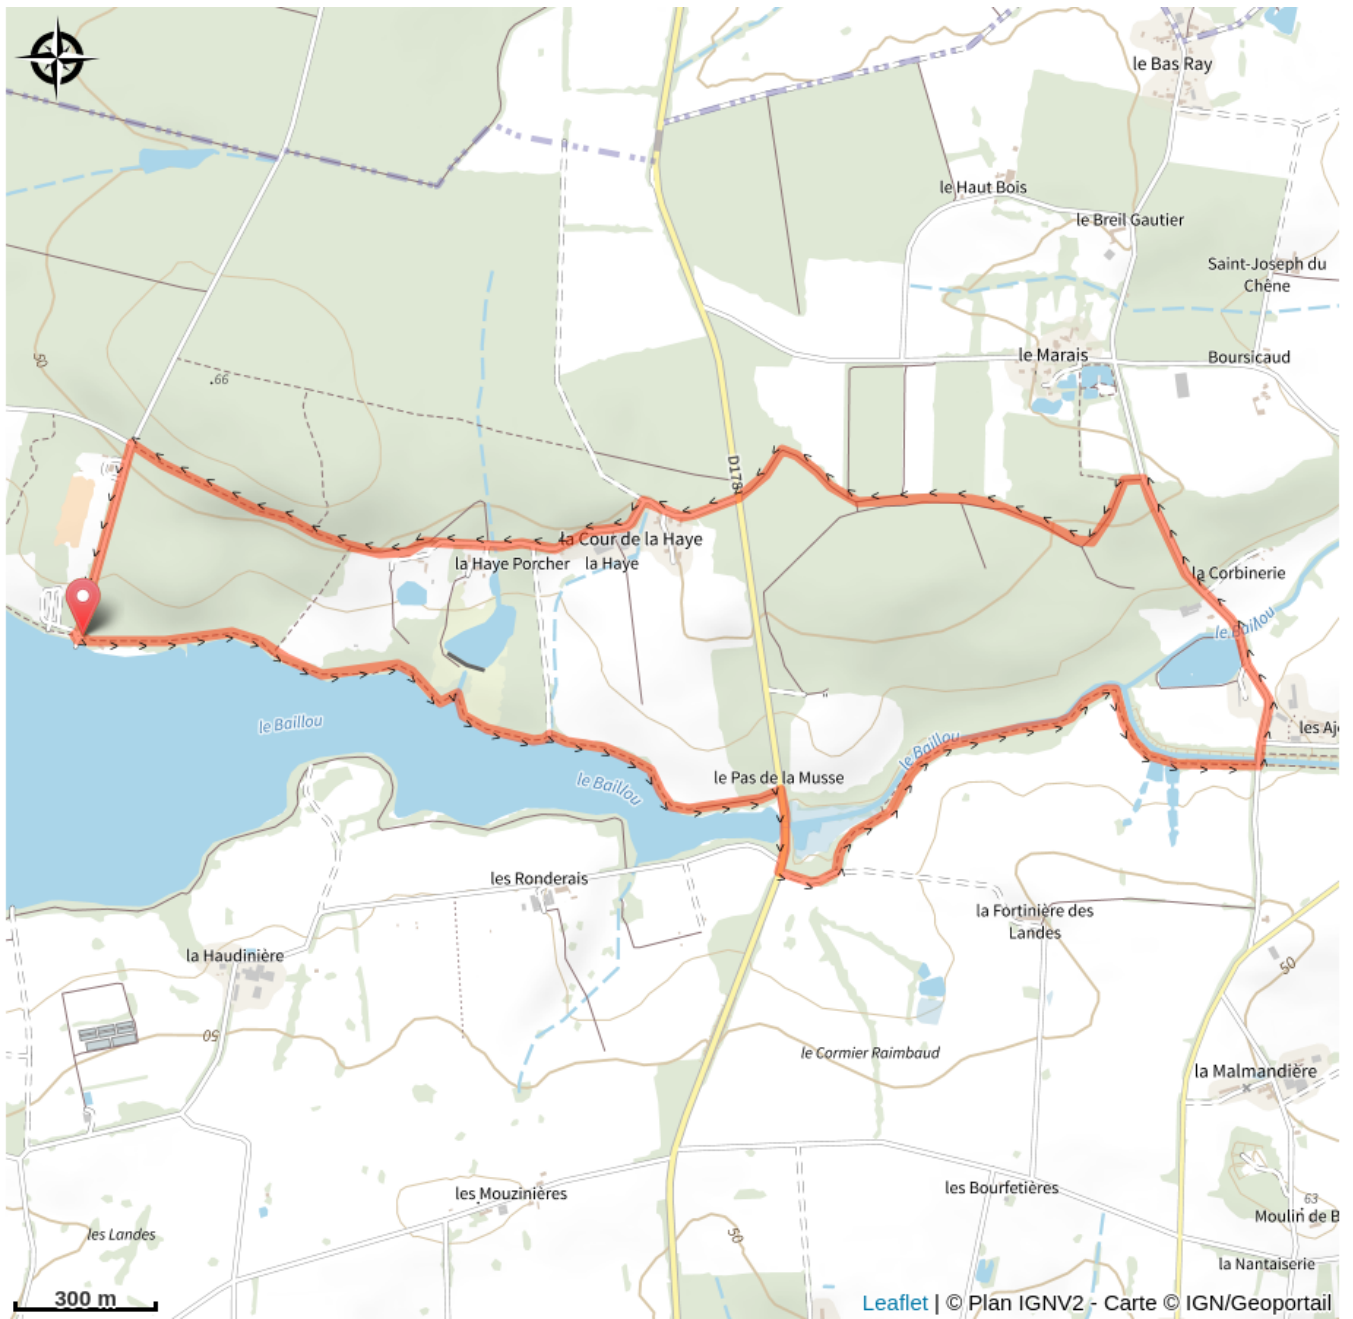 le Bas Ray
le Haut Bois
le Breil Gautier
Saint-Joseph du
Chêne
50
.66
le Marais
Boursicaud
D178
la Cour de la Haye
la Haye Porcher
la Haye
la Corbinerie
le Baillou
le Baillou
le Baillou
le Baillou
les Aj
le Pas de la Musse
les Ronderais
la Fortinière des
Landes
la Haudinière
50
50
le Cormier Raimbaud
la Malmandière
les Mouzinières
les Bourfetières
63
Moulin de B
les Landes
50
la Nantaiserie
300 m
Leaflet | © Plan IGNV2 - Carte © IGN/Geoportail